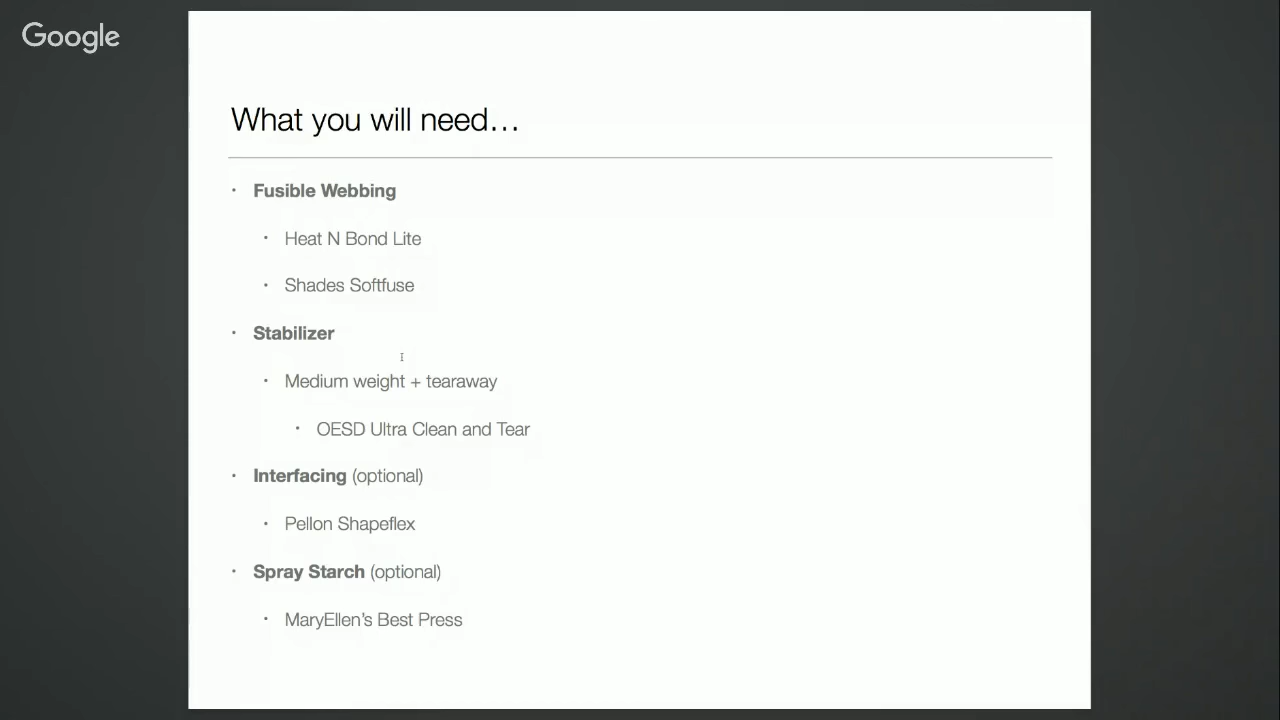 Google
What you will need…
• Fusible Webbing
• Heat N Bond Lite
• Shades Softfuse
• Stabilizer
• Medium weight + tearaway
• OESD Ultra Clean and Tear
• Interfacing (optional)
• Pellon Shapeflex
• Spray Starch (optional)
• MaryEllen’s Best Press